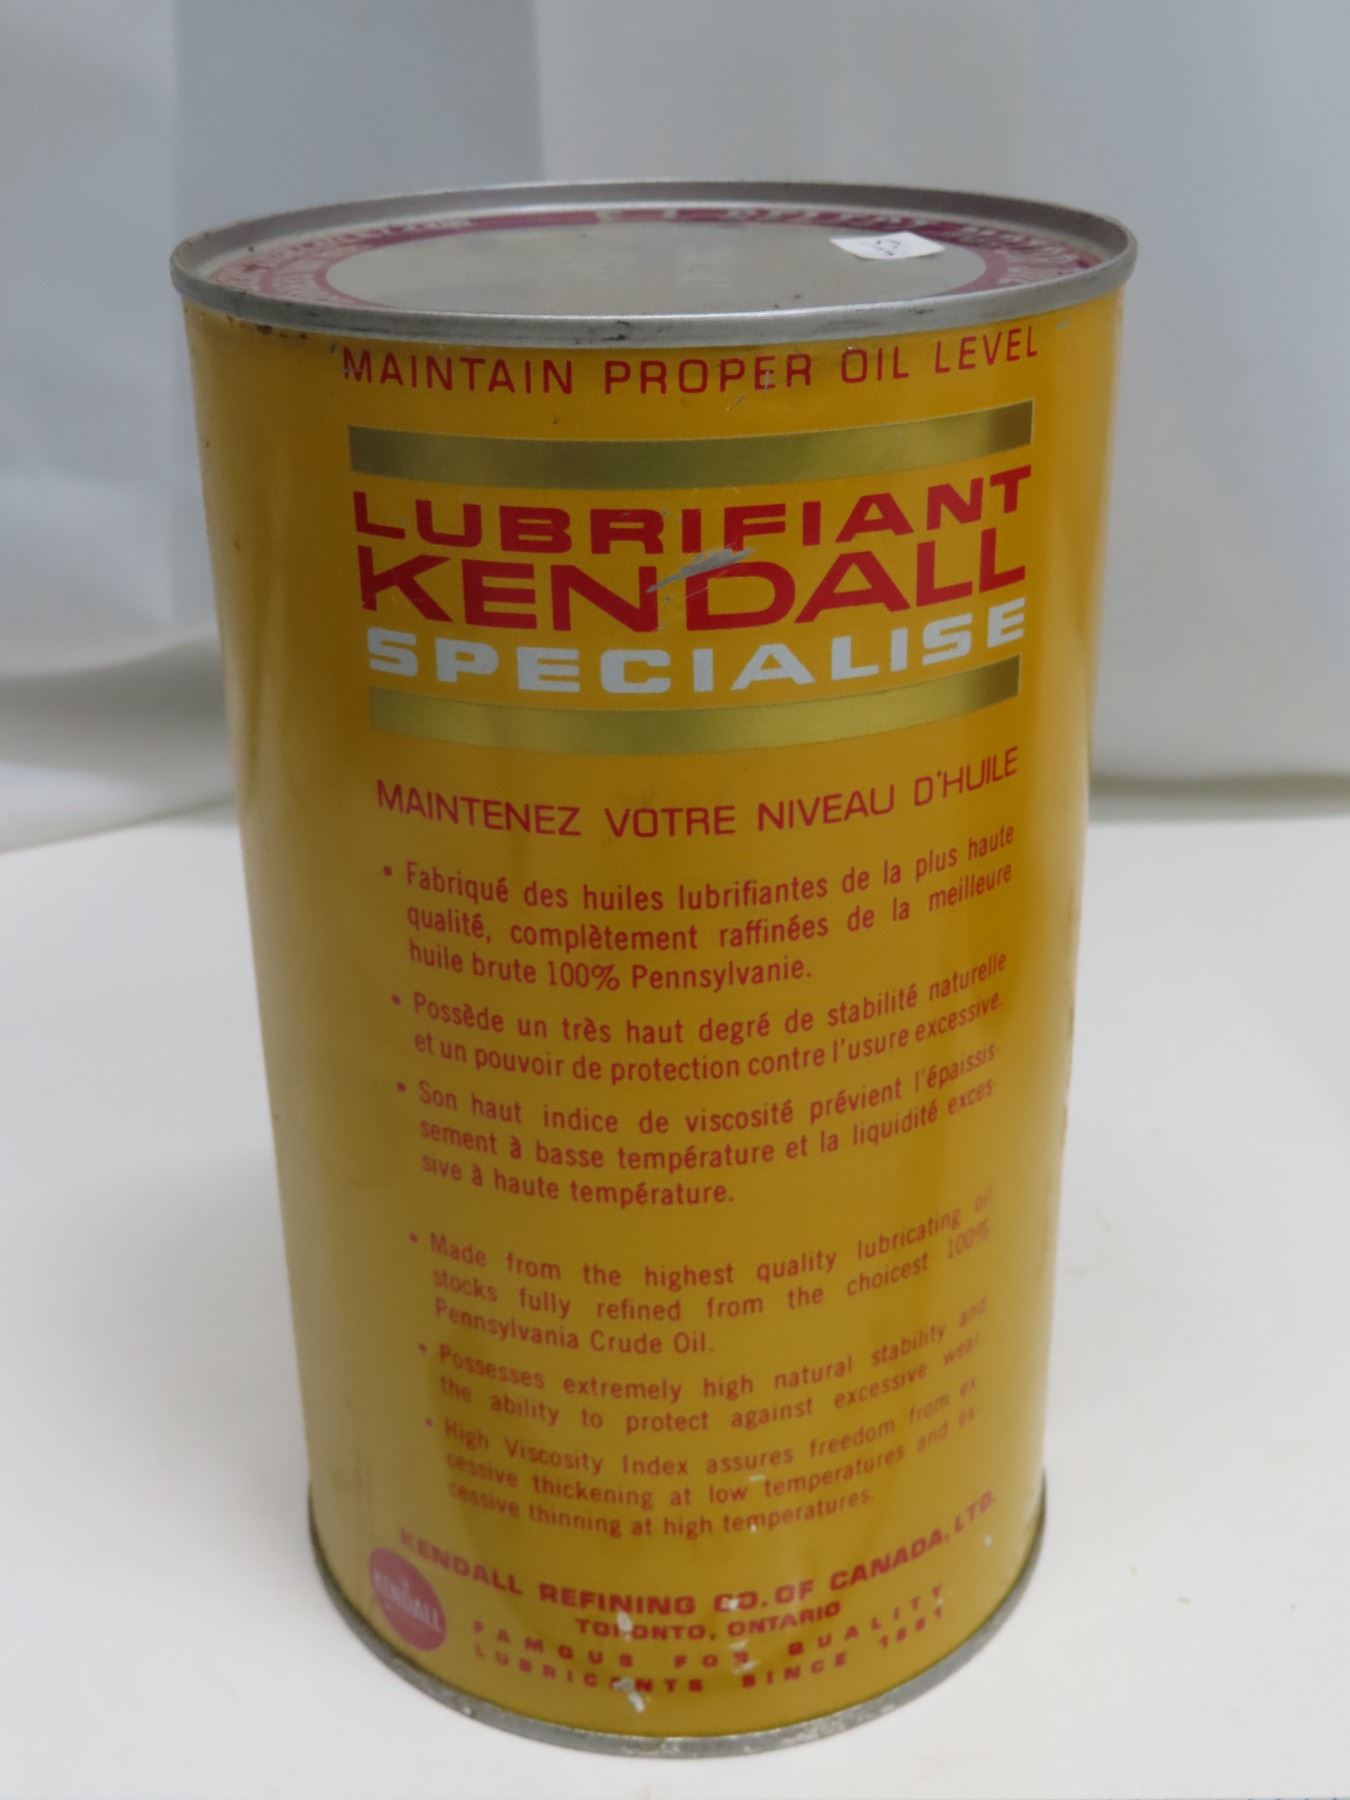 MAINTAIN PROPER OIL LEVEL
LUBRIFIANT
KENDALL
SPECIALISE
MAINTENEZ VOTRE NIVEAU D'HUILE
• Fabriqué des huiles lubrifiantes de la plus haute
qualité, complètement raffinées de la meilleure
huile brute 100% Pennsylvanie.
• Possède un très haut degré de stabilité naturelle
et un pouvoir de protection contre l'usure excessive.
• Son haut indice de viscosité prévient l'épaissis-
sement à basse température et la liquidité exces-
sive à haute température.
• Made from the highest quality lubricating oil
stocks fully refined from the choicest 100%
Pennsylvania Crude Oil.
• Possesses extremely high natural stability and
the ability to protect against excessive wear
• High Viscosity Index assures freedom from ex
cessive thickening at low temperatures and ex-
cessive thinning at high temperatures.
KENDALL REFINING CO. OF CANADA, LTD.
TORONTO, ONTARIO
FAMOUS FOR QUALITY
LUBRICANTS SINCE 1881
KENDALL